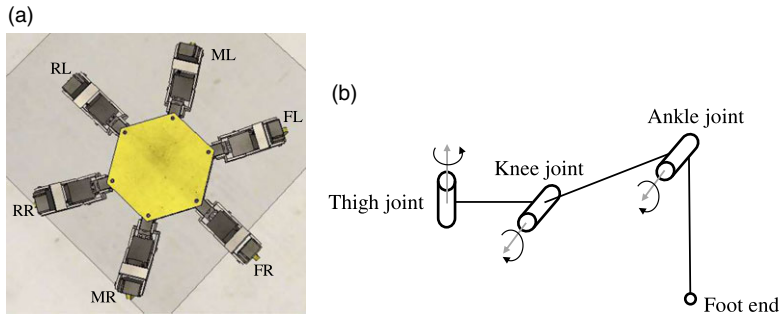 (a)
ML
RL
FL
RR
FR
MR
(b)
Ankle joint
Knee joint
Thigh joint
Foot end